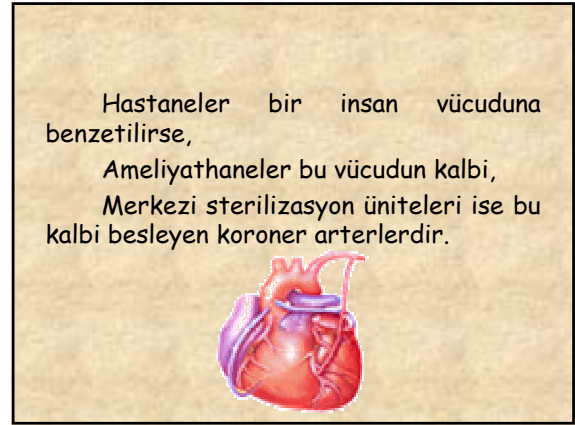 Hastaneler bir insan vücuduna
benzetilirse,
Ameliyathaneler bu vücudun kalbi,
Merkezi sterilizasyon üniteleri ise bu
kalbi besleyen koroner arterlerdir.